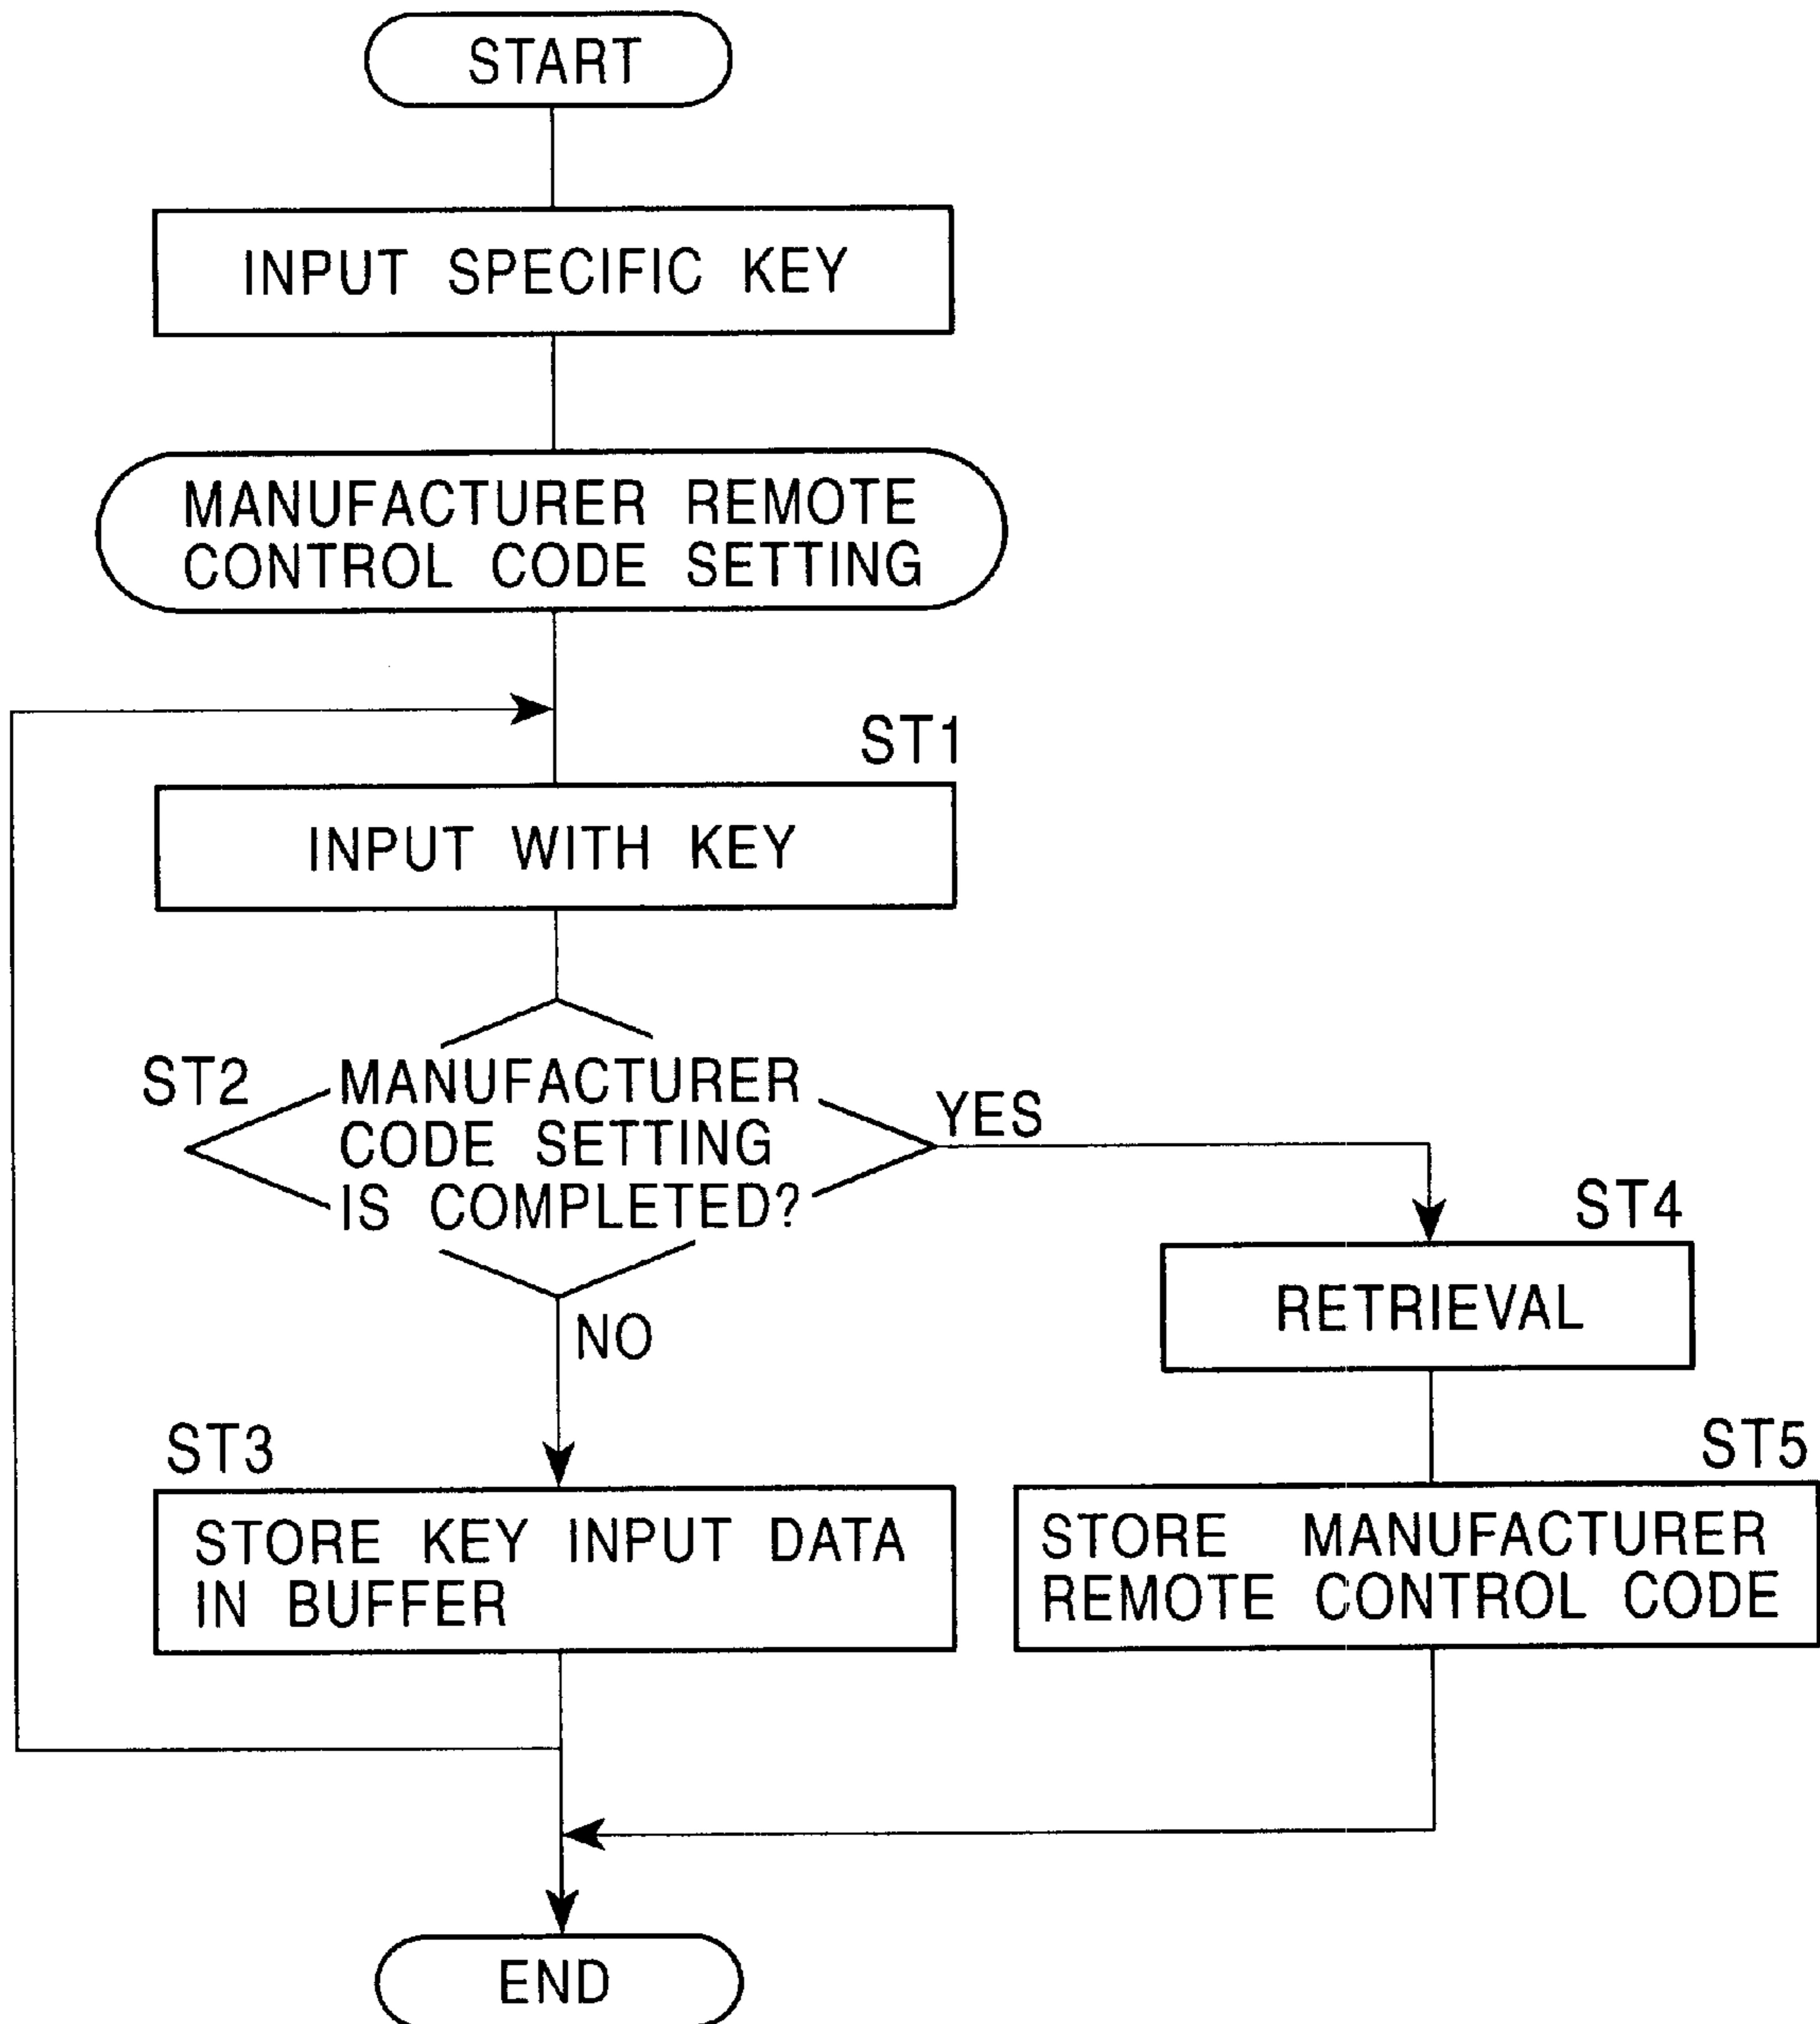 START
INPUT SPECIFIC KEY
MANUFACTURER REMOTE
CONTROL CODE SETTING
ST1
INPUT WITH KEY
ST2
MANUFACTURER
CODE SETTING
IS COMPLETED?
YES
NO
ST4
RETRIEVAL
ST3
STORE KEY INPUT DATA
IN BUFFER
ST5
STORE MANUFACTURER
REMOTE CONTROL CODE
END